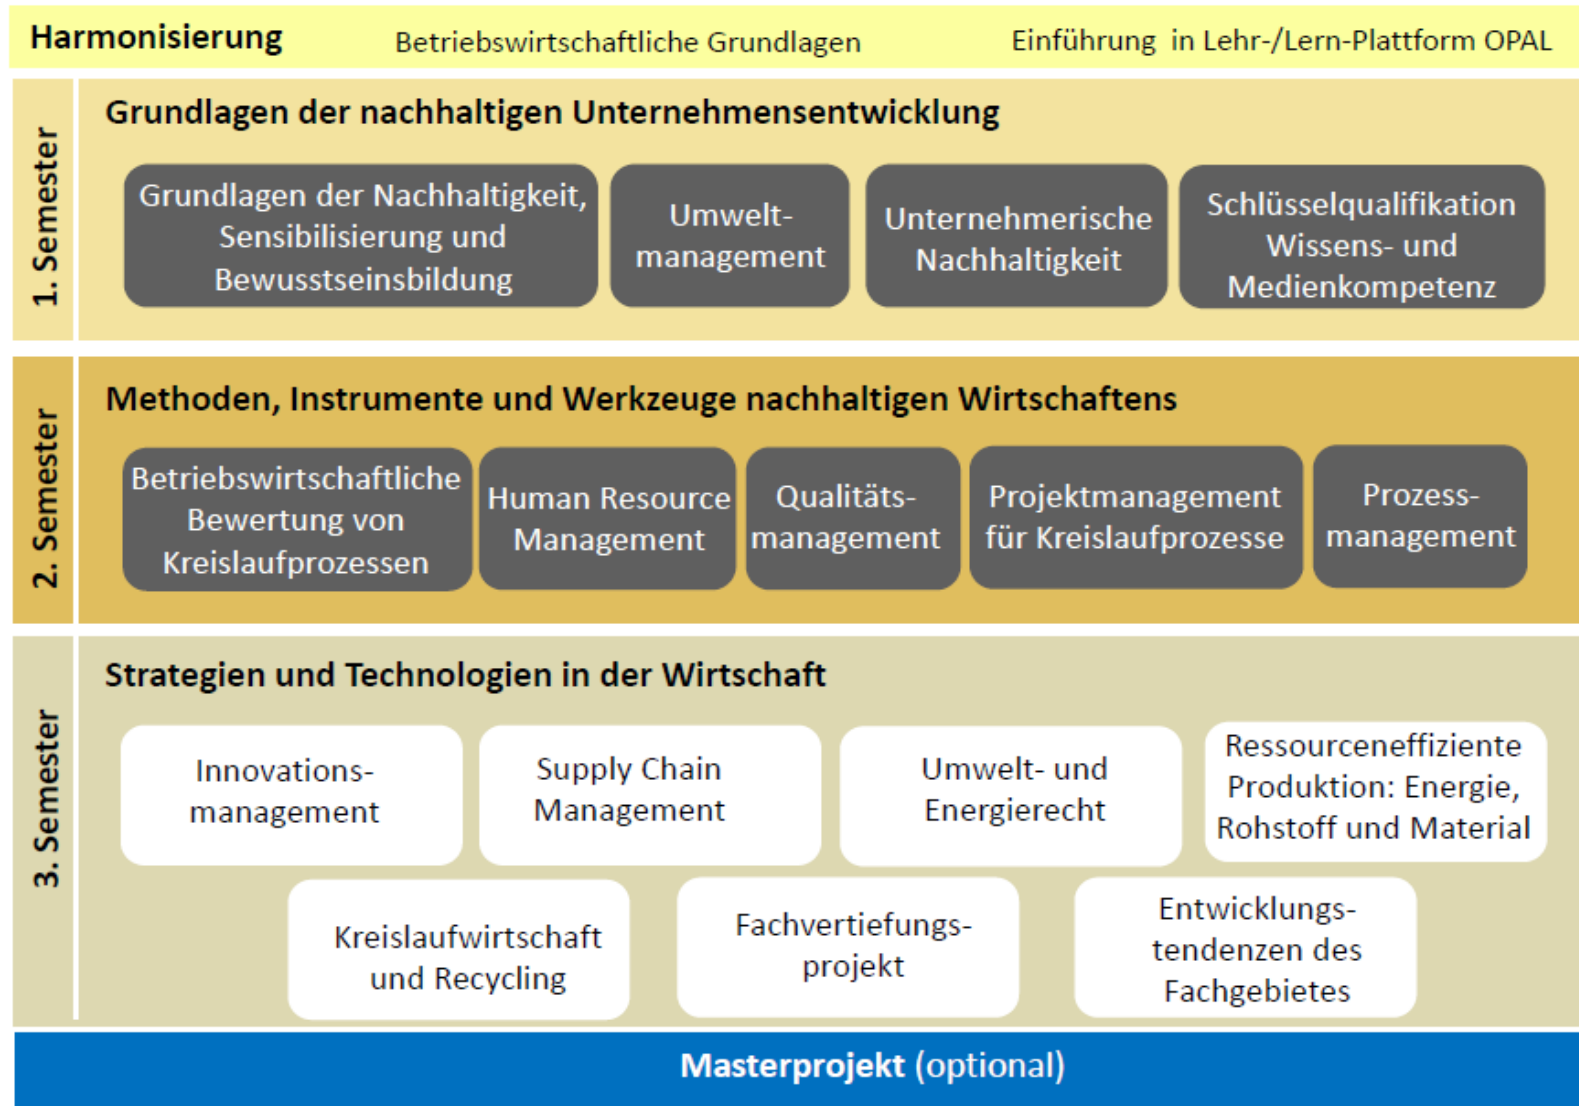 Harmonisierung Betriebswirtschaftliche Grundlagen Einführung in Lehr-/Lern-Plattform OPAL
1. Semester
Grundlagen der nachhaltigen Unternehmensentwicklung
Grundlagen der Nachhaltigkeit,
Sensibilisierung und
Bewusstseinsbildung
Umwelt-
management
Unternehmerische
Nachhaltigkeit
Schlüsselqualifikation
Wissens- und
Medienkompetenz
2. Semester
Methoden, Instrumente und Werkzeuge nachhaltigen Wirtschaftens
Betriebswirtschaftliche
Bewertung von
Kreislaufprozessen
Human Resource
Management
Qualitäts-
management
Projektmanagement
für Kreislaufprozesse
Prozess-
management
3. Semester
Strategien und Technologien in der Wirtschaft
Innovations-
management
Supply Chain
Management
Umwelt- und
Energierecht
Ressourceneffiziente
Produktion: Energie,
Rohstoff und Material
Kreislaufwirtschaft
und Recycling
Fachvertiefungs-
projekt
Entwicklungs-
tendenzen des
Fachgebietes
Masterprojekt (optional)